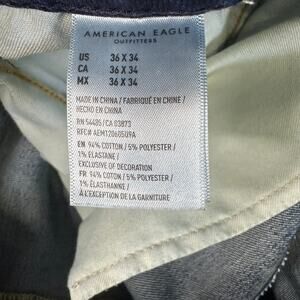 AMERICAN EAGLE
OUTFITTERS
US 36 X 34
CA 36 X 34
MX 36 X 34
MADE IN CHINA / FABRIQUÉ EN CHINE /
HECHO EN CHINA
RN 54485 / CA 03873
RFC# AEM120605U9A
EN 94% COTTON / 5% POLYESTER /
1% ELASTANE /
EXCLUSIVE OF DECORATION
FR 94% COTON / 5% POLYESTER /
1% ÉLASTHANNE /
À L'EXCEPTION DE LA GARNITURE